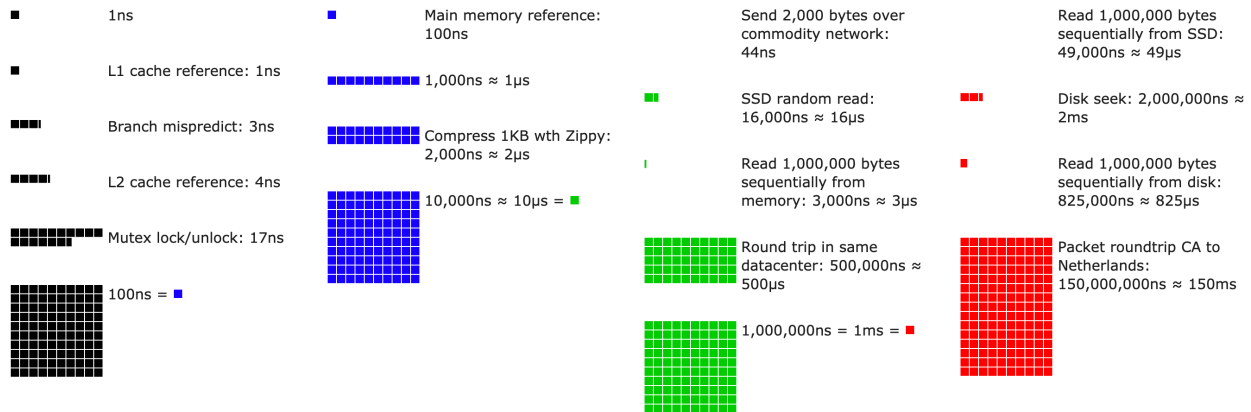 1ns
L1 cache reference: 1ns
Branch mispredict: 3ns
L2 cache reference: 4ns
Mutex lock/unlock: 17ns
100ns =
Main memory reference:
100ns
1,000ns ≈ 1μs
Compress 1KB wth Zippy:
2,000ns ≈ 2μs
10,000ns ≈ 10μs =
Send 2,000 bytes over
commodity network:
44ns
SSD random read:
16,000ns ≈ 16μs
Read 1,000,000 bytes
sequentially from
memory: 3,000ns ≈ 3μs
Round trip in same
datacenter: 500,000ns ≈
500μs
1,000,000ns = 1ms =
Read 1,000,000 bytes
sequentially from SSD:
49,000ns ≈ 49μs
Disk seek: 2,000,000ns ≈
2ms
Read 1,000,000 bytes
sequentially from disk:
825,000ns ≈ 825μs
Packet roundtrip CA to
Netherlands:
150,000,000ns ≈ 150ms